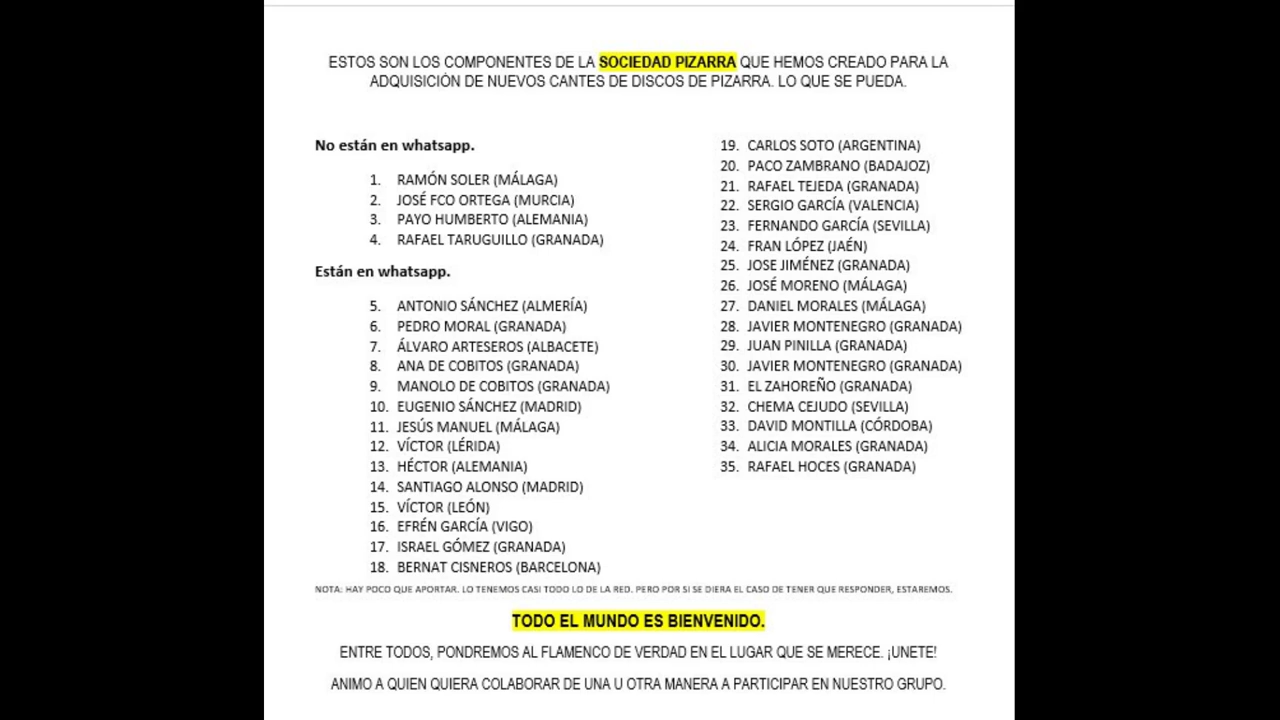 ESTOS SON LOS COMPONENTES DE LA SOCIEDAD PIZARRA QUE HEMOS CREADO PARA LA
ADQUISICIÓN DE NUEVOS CANTES DE DISCOS DE PIZARRA. LO QUE SE PUEDA.
No están en whatsapp.
1. RAMÓN SOLER (MÁLAGA)
2. JOSÉ FCO ORTEGA (MURCIA)
3. PAYO HUMBERTO (ALEMANIA)
4. RAFAEL TARUGUILLO (GRANADA)
Están en whatsapp.
5. ANTONIO SÁNCHEZ (ALMERÍA)
6. PEDRO MORAL (GRANADA)
7. ÁLVARO ARTESEROS (ALBACETE)
8. ANA DE COBITOS (GRANADA)
9. MANOLO DE COBITOS (GRANADA)
10. EUGENIO SÁNCHEZ (MADRID)
11. JESÚS MANUEL (MÁLAGA)
12. VÍCTOR (LÉRIDA)
13. HÉCTOR (ALEMANIA)
14. SANTIAGO ALONSO (MADRID)
15. VÍCTOR (LEÓN)
16. EFRÉN GARCÍA (VIGO)
17. ISRAEL GÓMEZ (GRANADA)
18. BERNAT CISNEROS (BARCELONA)
19. CARLOS SOTO (ARGENTINA)
20. PACO ZAMBRANO (BADAJOZ)
21. RAFAEL TEJEDA (GRANADA)
22. SERGIO GARCÍA (VALENCIA)
23. FERNANDO GARCÍA (SEVILLA)
24. FRAN LÓPEZ (JAÉN)
25. JOSE JIMÉNEZ (GRANADA)
26. JOSÉ MORENO (MÁLAGA)
27. DANIEL MORALES (MÁLAGA)
28. JAVIER MONTENEGRO (GRANADA)
29. JUAN PINILLA (GRANADA)
30. JAVIER MONTENEGRO (GRANADA)
31. EL ZAHOREÑO (GRANADA)
32. CHEMA CEJUDO (SEVILLA)
33. DAVID MONTILLA (CÓRDOBA)
34. ALICIA MORALES (GRANADA)
35. RAFAEL HOCES (GRANADA)
NOTA: HAY POCO QUE APORTAR. LO TENEMOS CASI TODO LO DE LA RED. PERO POR SI SE DIERA EL CASO DE TENER QUE RESPONDER, ESTAREMOS.
TODO EL MUNDO ES BIENVENIDO.
ENTRE TODOS, PONDREMOS AL FLAMENCO DE VERDAD EN EL LUGAR QUE SE MERECE. ¡UNETE!
ANIMO A QUIEN QUIERA COLABORAR DE UNA U OTRA MANERA A PARTICIPAR EN NUESTRO GRUPO.